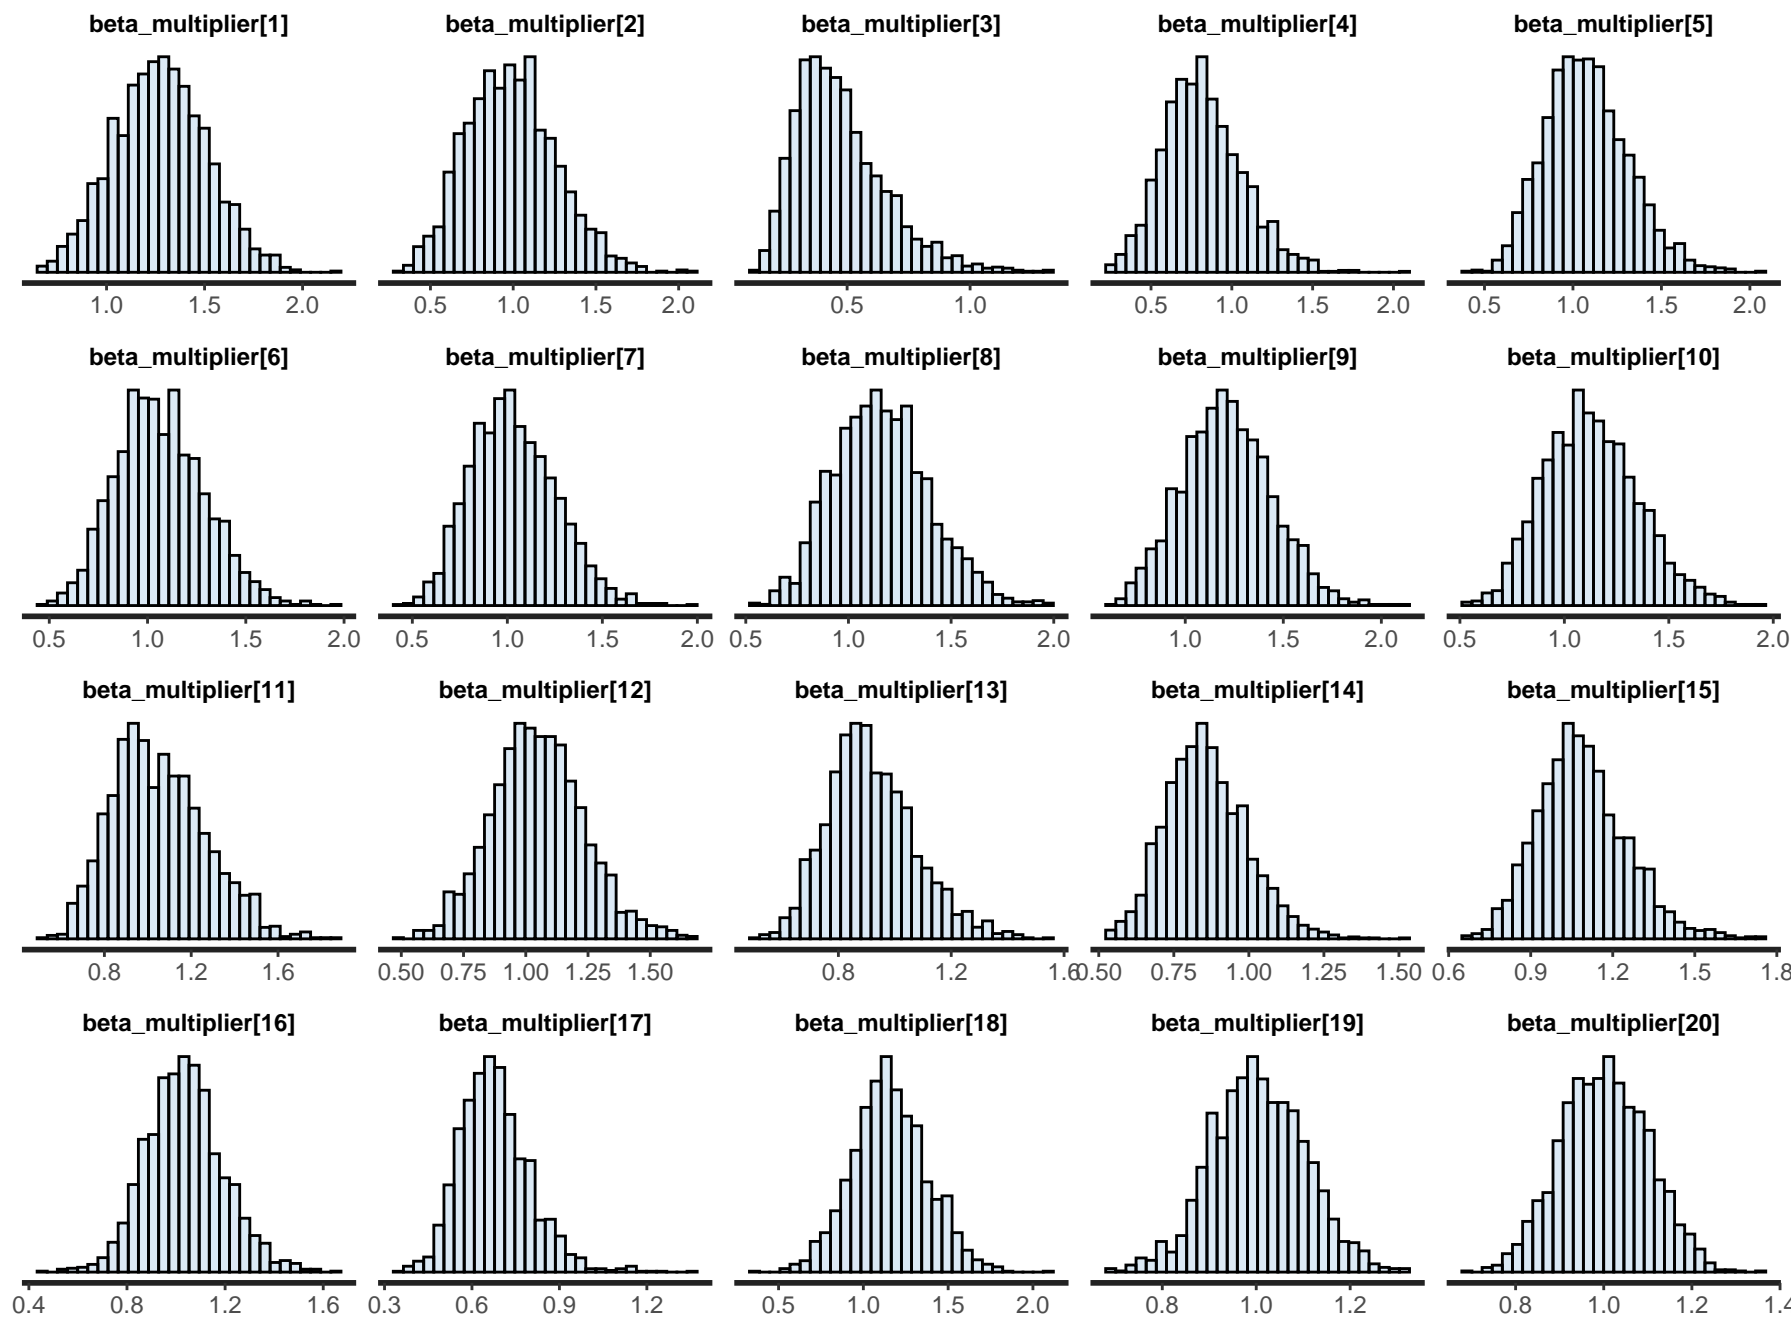 beta_multiplier[1] beta_multiplier[2] beta_multiplier[3] beta_multiplier[4] beta_multiplier[5]
1.0 1.5 2.0 0.5 1.0 1.5 2.0 0.5 1.0 0.5 1.0 1.5 2.0 0.5 1.0 1.5 2.0
beta_multiplier[6] beta_multiplier[7] beta_multiplier[8] beta_multiplier[9] beta_multiplier[10]
0.5 1.0 1.5 2.0 0.5 1.0 1.5 2.0 0.5 1.0 1.5 2.0 1.0 1.5 2.0 0.5 1.0 1.5 2.0
beta_multiplier[11] beta_multiplier[12] beta_multiplier[13] beta_multiplier[14] beta_multiplier[15]
0.8 1.2 1.6 0.50 0.75 1.00 1.25 1.50 0.8 1.2 1.6 0.50 0.75 1.00 1.25 1.50 0.6 0.9 1.2 1.5 1.8
beta_multiplier[16] beta_multiplier[17] beta_multiplier[18] beta_multiplier[19] beta_multiplier[20]
0.4 0.8 1.2 1.6 0.3 0.6 0.9 1.2 0.5 1.0 1.5 2.0 0.8 1.0 1.2 0.8 1.0 1.2 1.4